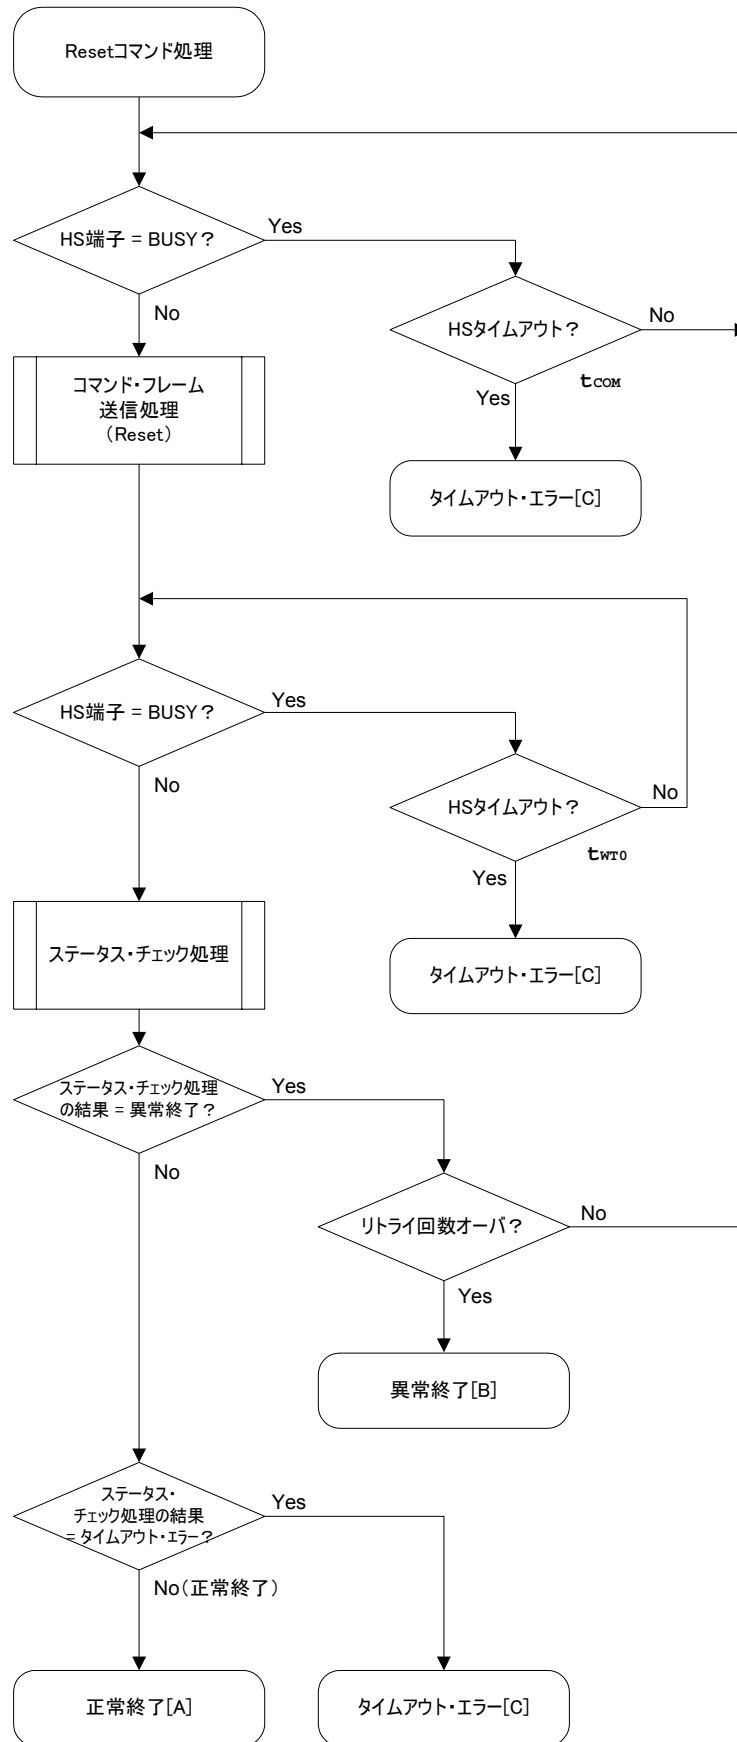 Resetコマンド処理
HS端子 = BUSY？
Yes
No
HSタイムアウト？
No
tCOM
Yes
コマンド・フレーム
送信処理
（Reset）
タイムアウト・エラー[C]
HS端子 = BUSY？
Yes
No
HSタイムアウト？
No
tWT0
Yes
ステータス・チェック処理
タイムアウト・エラー[C]
ステータス・チェック処理
の結果 = 異常終了？
Yes
No
リトライ回数オーバ？
No
Yes
異常終了[B]
ステータス・
チェック処理の結果
= タイムアウト・エラー？
Yes
No（正常終了）
正常終了[A]
タイムアウト・エラー[C]